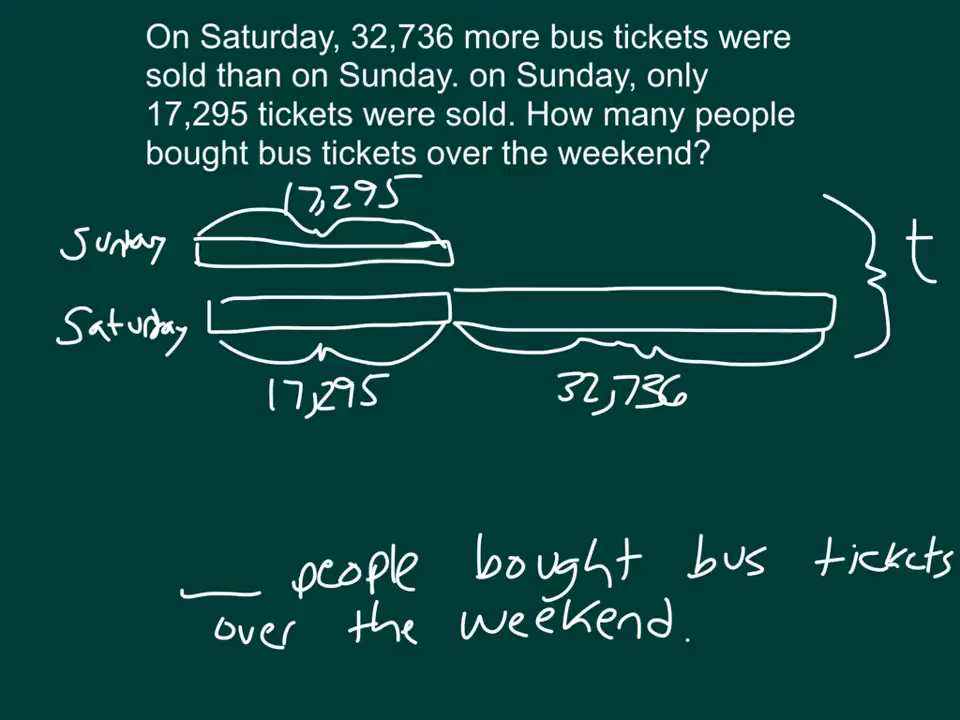 On Saturday, 32,736 more bus tickets were
sold than on Sunday. on Sunday, only
17,295 tickets were sold. How many people
bought bus tickets over the weekend?
17,295
Sunday
t
Saturday
17,295
32,736
___ people bought bus tickets
over the weekend.